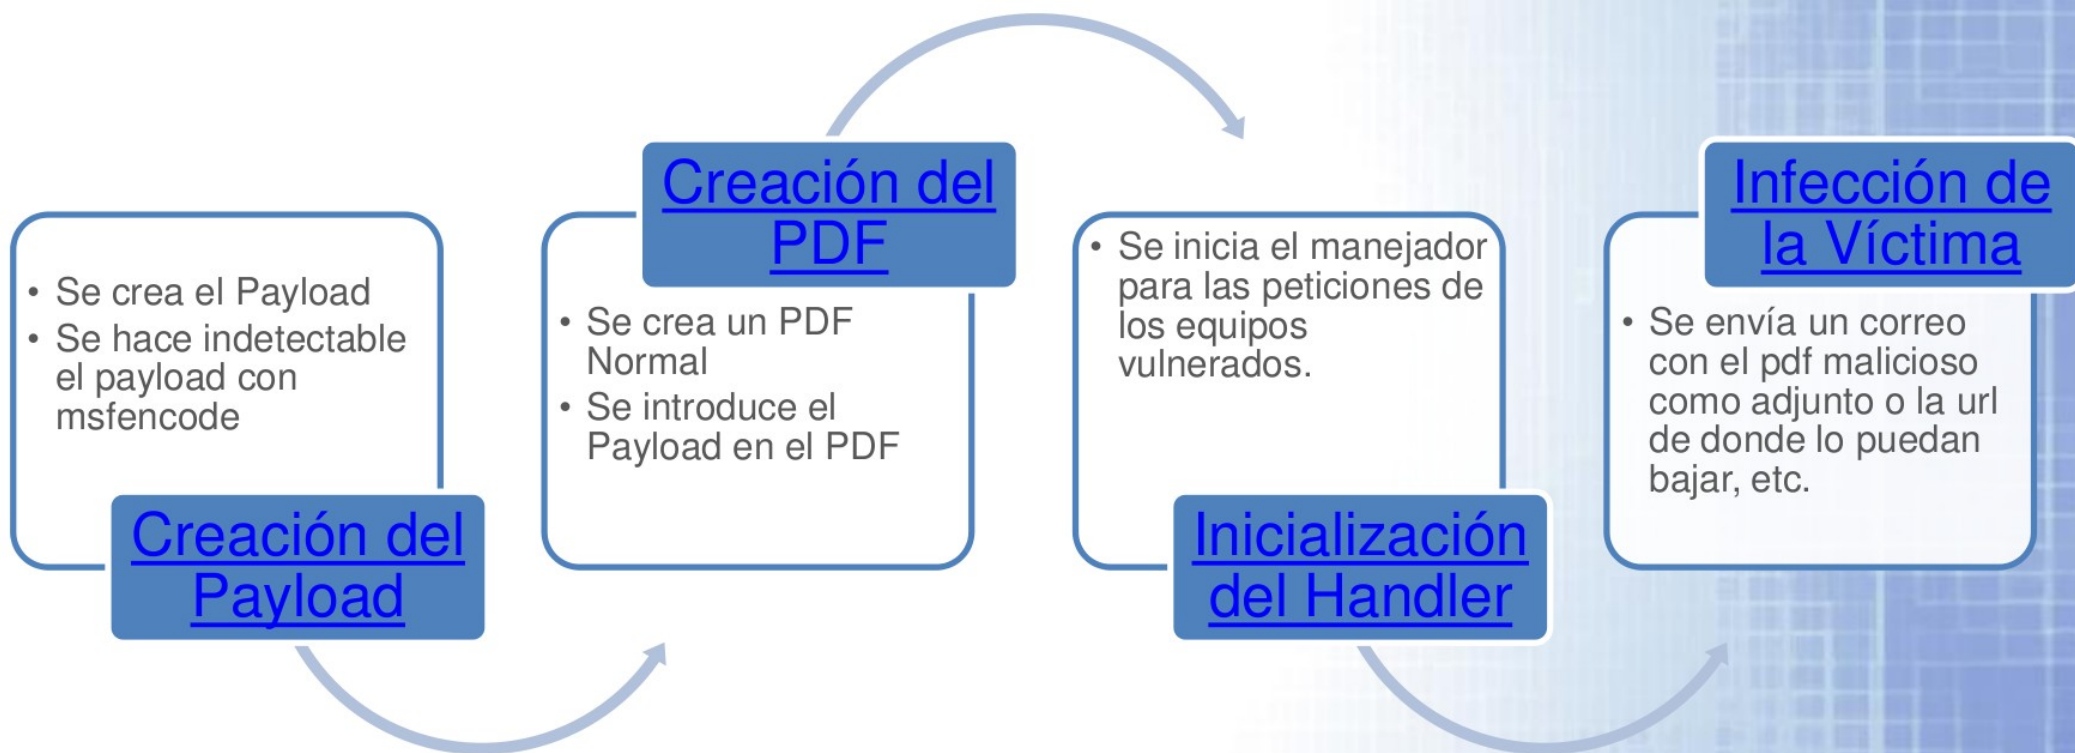 • Se crea el Payload
• Se hace indetectable
el payload con
msfencode
Creación del
Payload
Creación del
PDF
• Se crea un PDF
Normal
• Se introduce el
Payload en el PDF
• Se inicia el manejador
para las peticiones de
los equipos
vulnerados.
Inicialización
del Handler
Infección de
la Víctima
• Se envía un correo
con el pdf malicioso
como adjunto o la url
de donde lo puedan
bajar, etc.